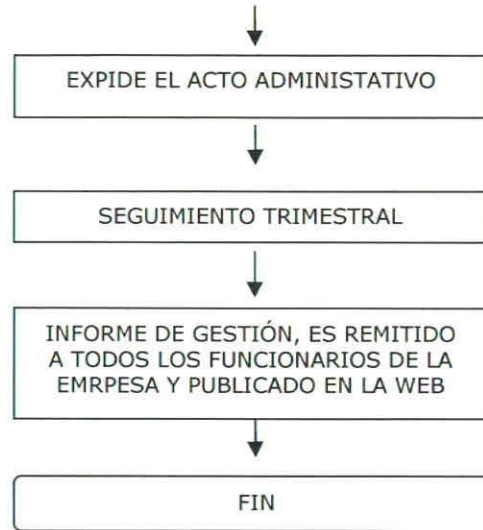 EXPIDE EL ACTO ADMINISTATIVO
SEGUIMIENTO TRIMESTRAL
INFORME DE GESTIÓN, ES REMITIDO
A TODOS LOS FUNCIONARIOS DE LA
EMRPESA Y PUBLICADO EN LA WEB
FIN